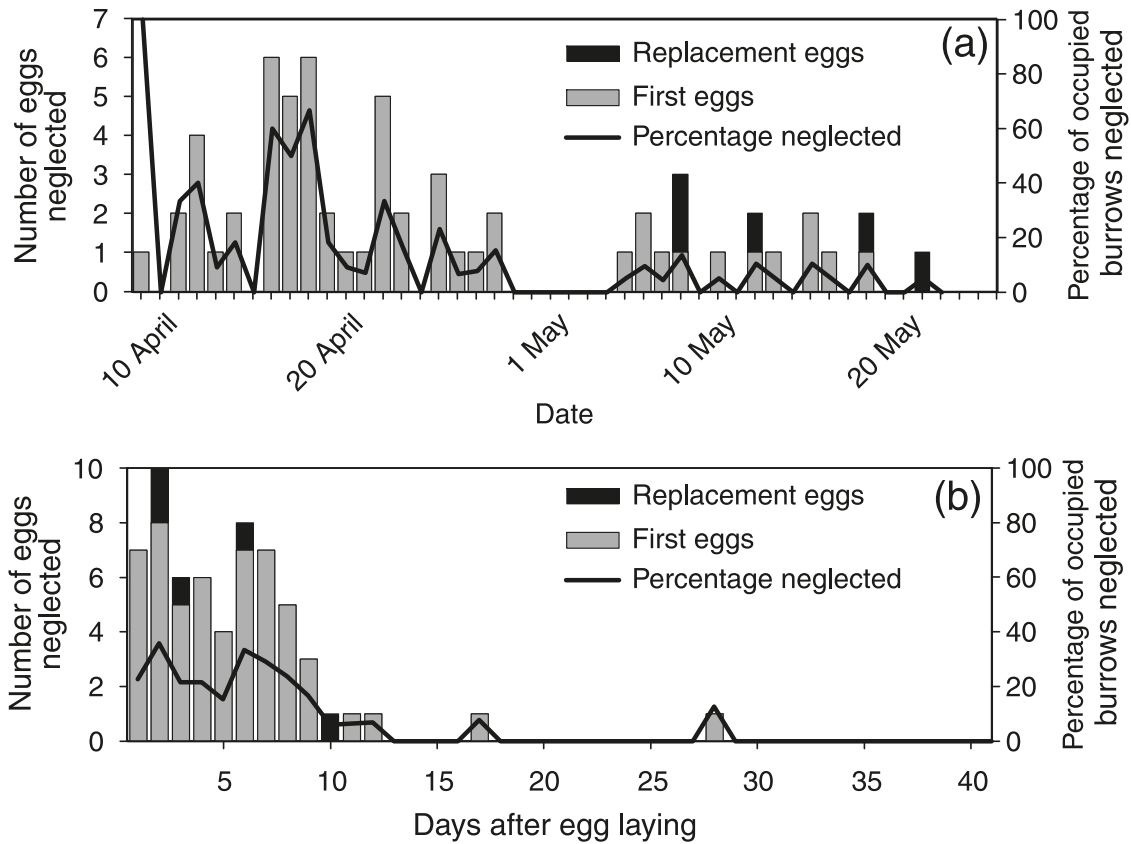 7
6
5
4
3
2
1
0
Number of eggs
neglected
100
80
60
40
20
0
Percentage of occupied
burrows neglected
(a)
Replacement eggs
First eggs
Percentage neglected
10 April
20 April
1 May
10 May
20 May
Date
10
8
6
4
2
0
Number of eggs
neglected
100
80
60
40
20
0
Percentage of occupied
burrows neglected
(b)
Replacement eggs
First eggs
Percentage neglected
5
10
15
20
25
30
35
40
Days after egg laying